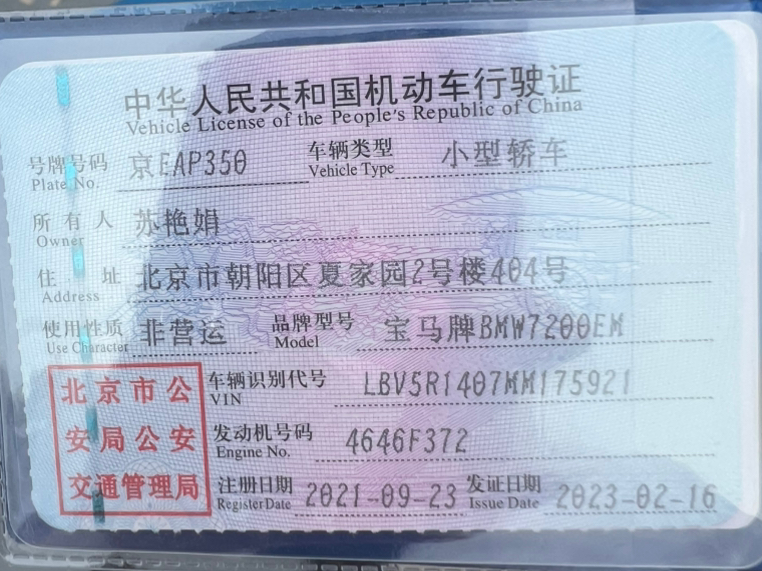 中华人民共和国机动车行驶证
Vehicle License of the People's Republic of China
号牌号码 京EAP350 车辆类型 小型轿车
Plate No. Vehicle Type
所有人 苏艳娟
Owner
住址 北京市朝阳区夏家园2号楼404号
Address
使用性质 非营运 品牌型号 宝马牌BMW7200EM
Use Character Model
北京市公 车辆识别代号 LBV5R1407MM175921
VIN
安局公安 发动机号码 4646F372
Engine No.
交通管理局 注册日期 2021-09-23 发证日期 2023-02-16
Register Date Issue Date